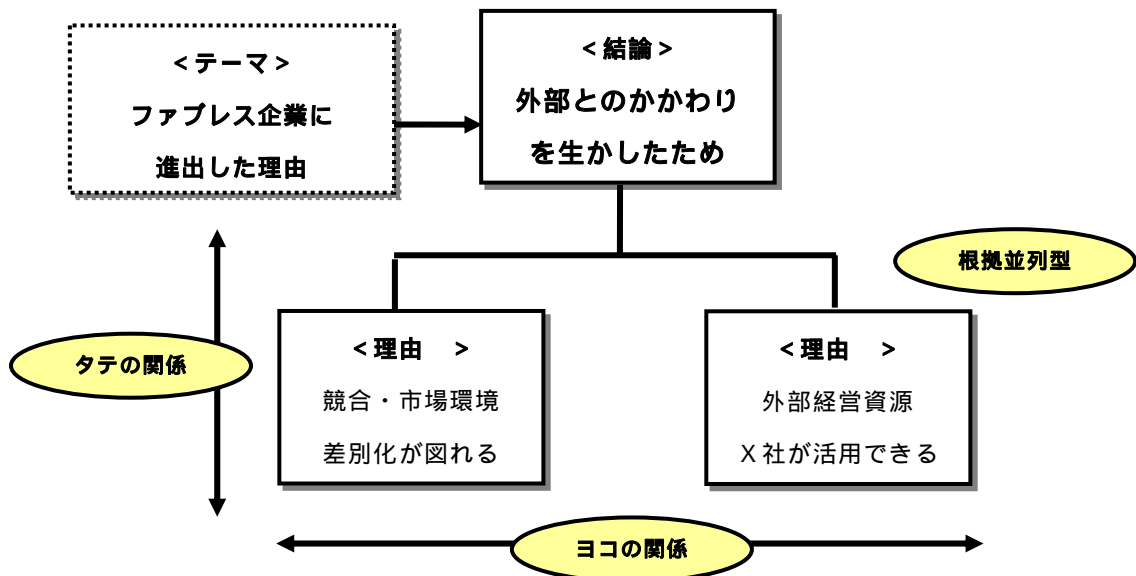 ＜テーマ＞
ファブレス企業に
進出した理由
＜結論＞
外部とのかかわり
を生かしたため
根拠並列型
タテの関係
＜理由　＞
競合・市場環境
差別化が図れる
＜理由　＞
外部経営資源
Ｘ社が活用できる
ヨコの関係